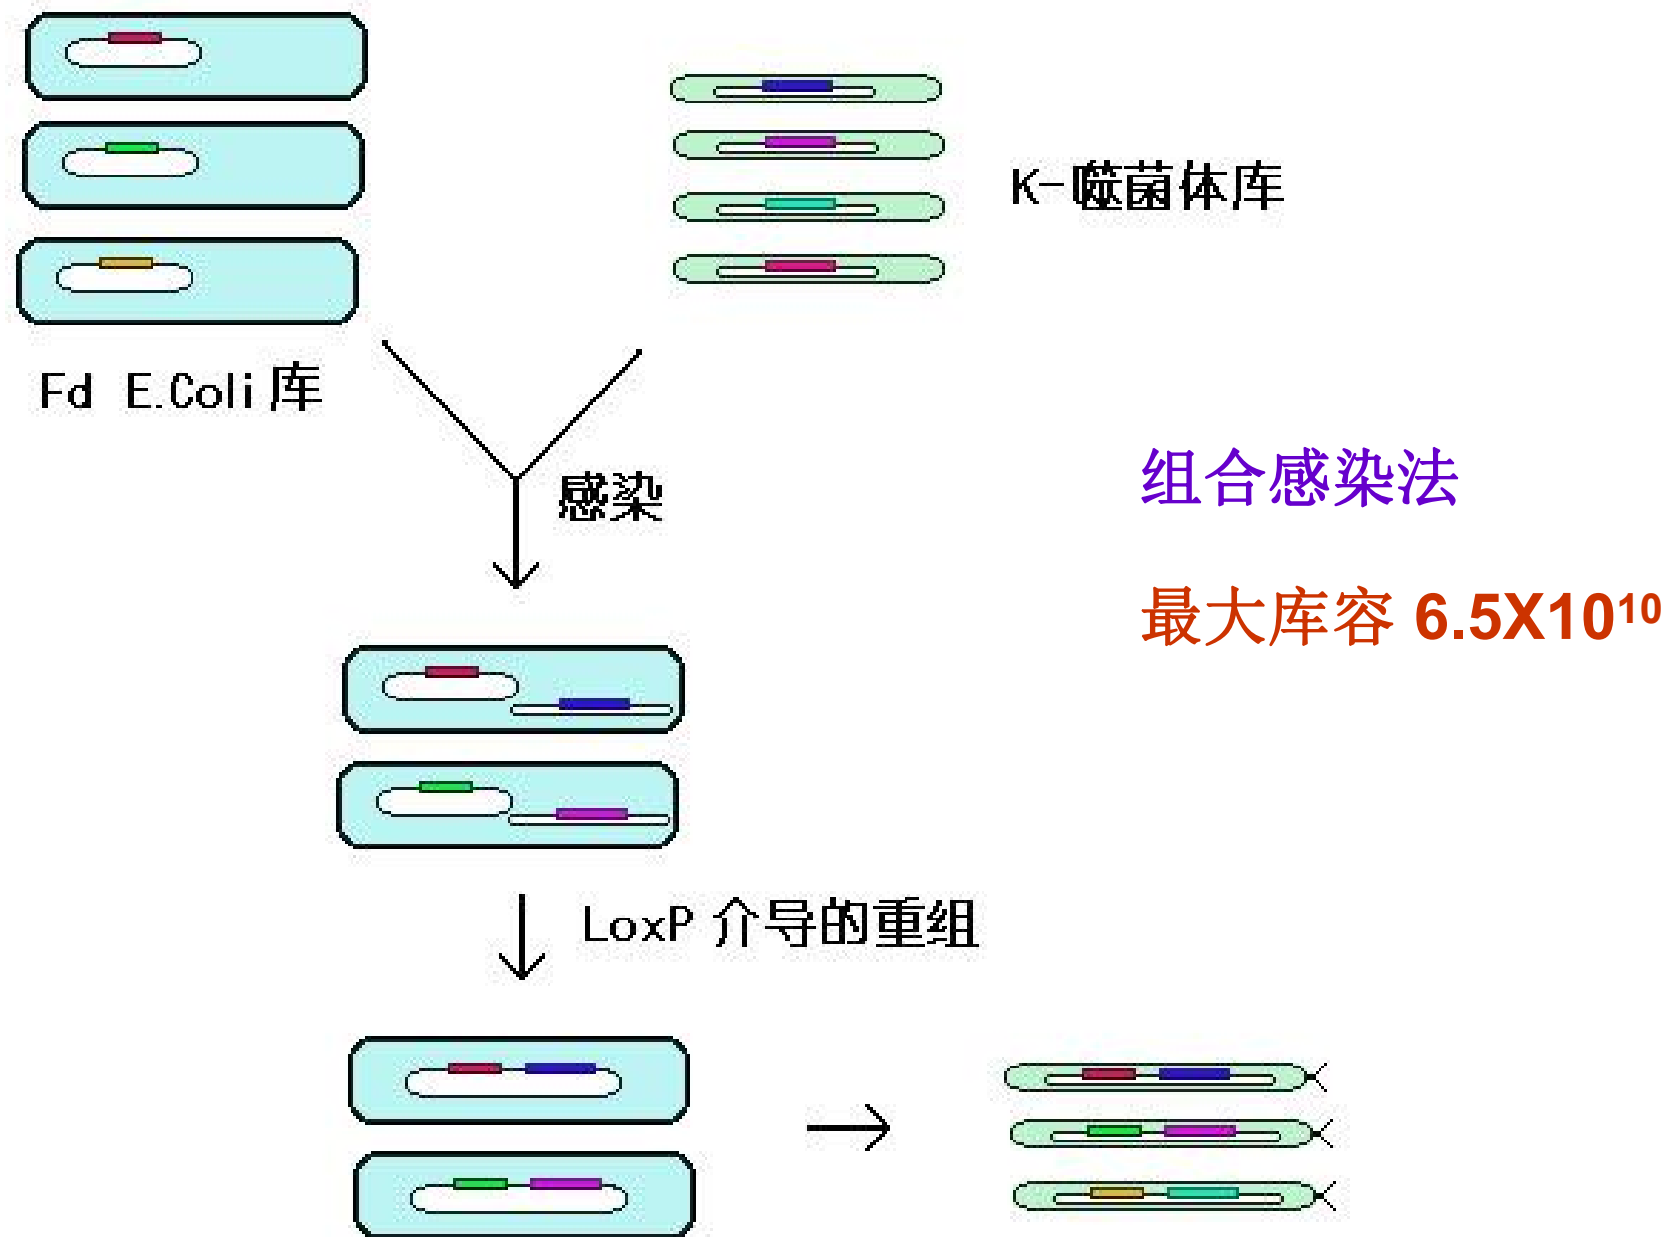 K-噬菌体库
Fd E.Coli 库
感染
组合感染法
最大库容 6.5X10¹⁰
LoxP 介导的重组